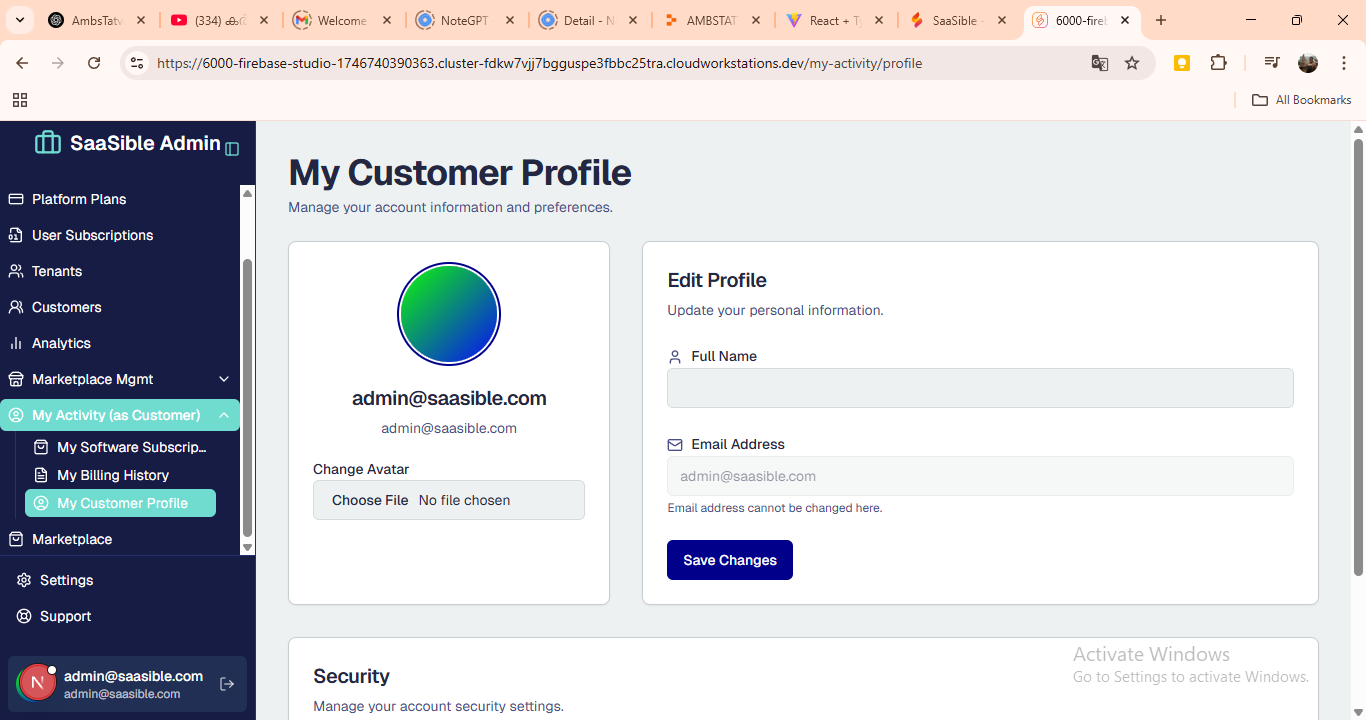 AmbsTatv
(334) കര
Welcome
NoteGPT
Detail - N
AMBSTAT
React + Ty
SaaSible -
6000-fireb
https://6000-firebase-studio-1746740390363.cluster-fdkw7vjj7bgguspe3fbbc25tra.cloudworkstations.dev/my-activity/profile
All Bookmarks
SaaSible Admin
Platform Plans
User Subscriptions
Tenants
Customers
Analytics
Marketplace Mgmt
My Activity (as Customer)
My Software Subscrip...
My Billing History
My Customer Profile
Marketplace
Settings
Support
N
admin@saasible.com
admin@saasible.com
My Customer Profile
Manage your account information and preferences.
admin@saasible.com
admin@saasible.com
Change Avatar
Choose File No file chosen
Edit Profile
Update your personal information.
Full Name
Email Address
admin@saasible.com
Email address cannot be changed here.
Save Changes
Security
Manage your account security settings.
Activate Windows
Go to Settings to activate Windows.